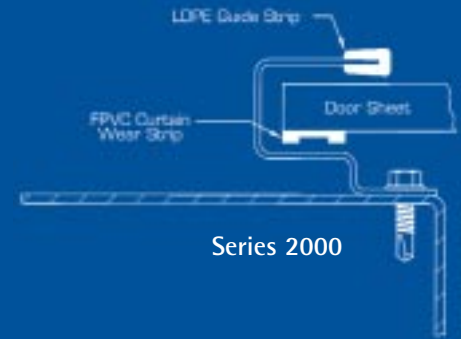 LDPE Guide Strip
Door Sheet
FPVC Curtain
Wear Strip
Series 2000